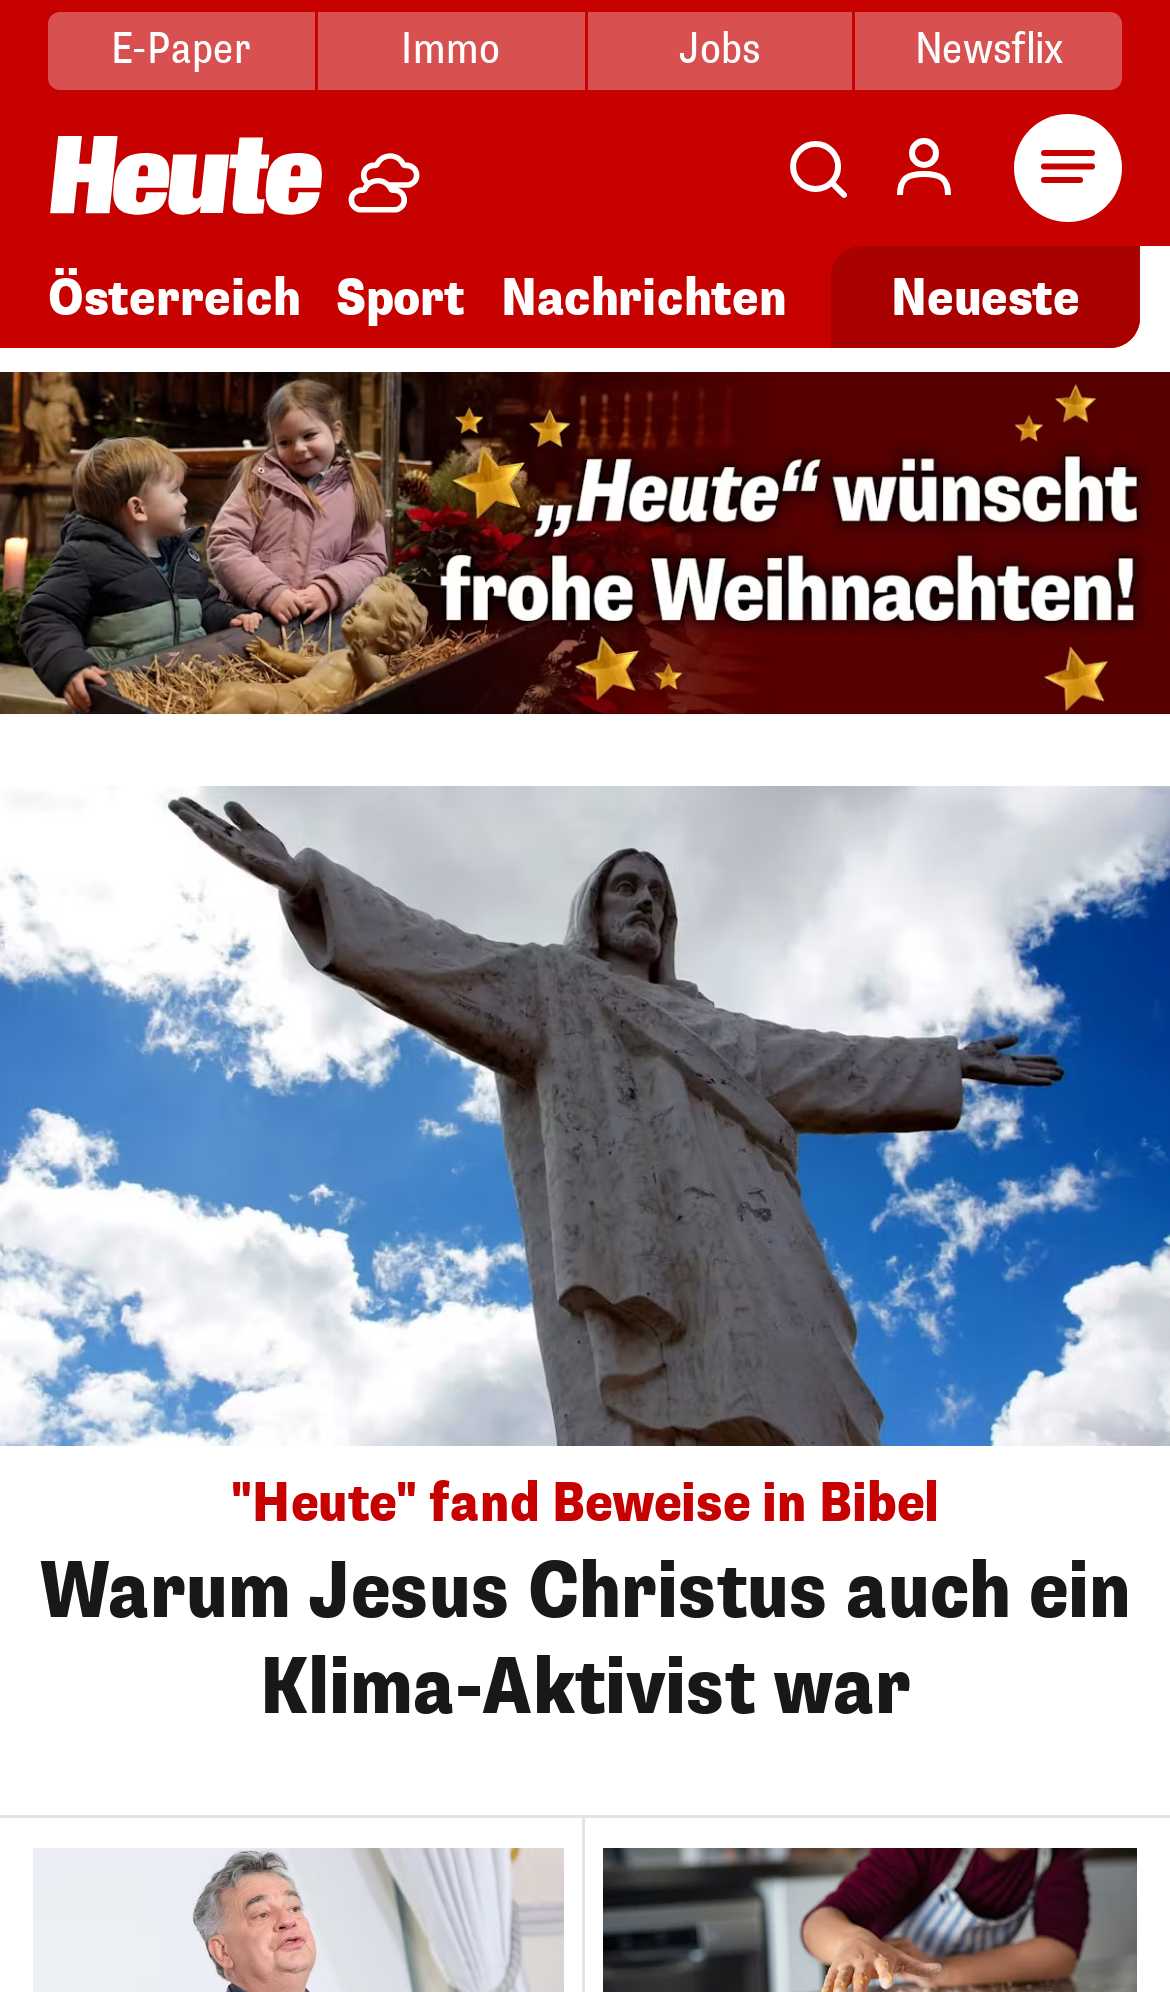 E-Paper
Immo
Jobs
Newsflix
Heute
Österreich
Sport
Nachrichten
Neueste
„Heute“ wünscht
frohe Weihnachten!
"Heute" fand Beweise in Bibel
Warum Jesus Christus auch ein
Klima-Aktivist war